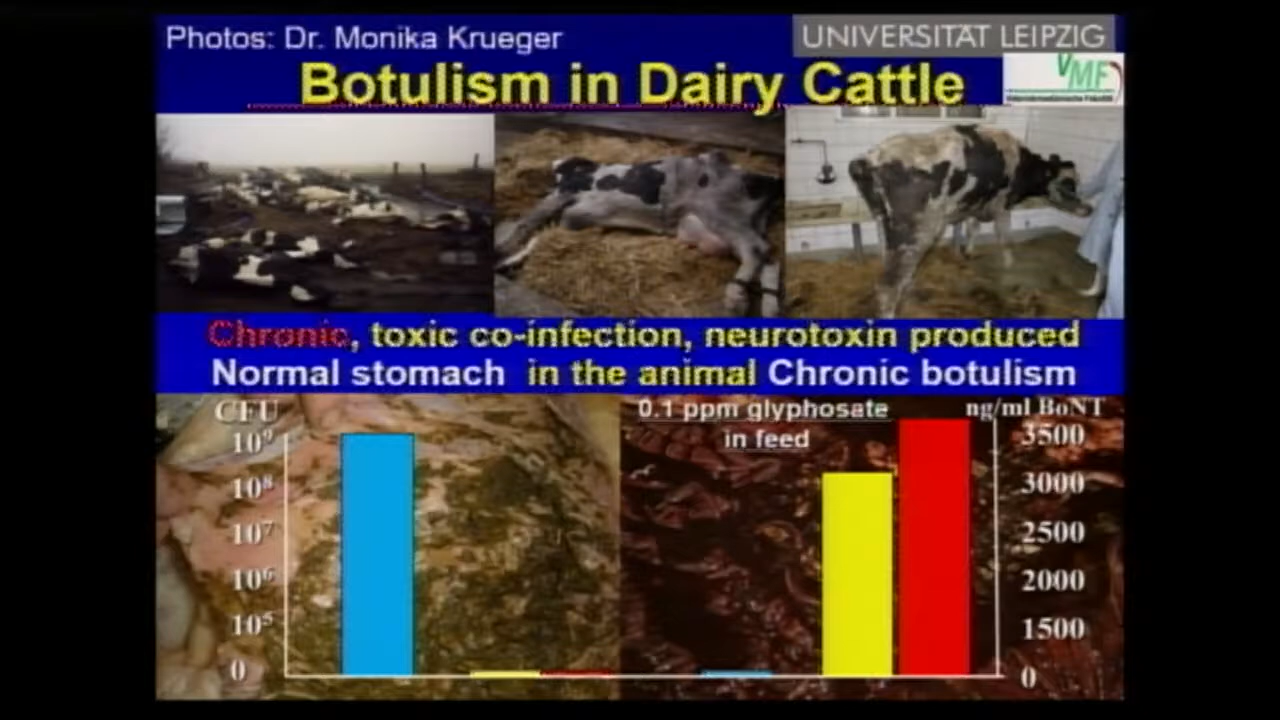 Photos: Dr. Monika Krueger
UNIVERSITÄT LEIPZIG
VMF
Botulism in Dairy Cattle
Chronic, toxic co-infection, neurotoxin produced
Normal stomach in the animal Chronic botulism
CFU
0.1 ppm glyphosate
in feed
ng/ml BoNT
10⁹
3500
10⁸
3000
10⁷
2500
10⁶
2000
10⁵
1500
0
0